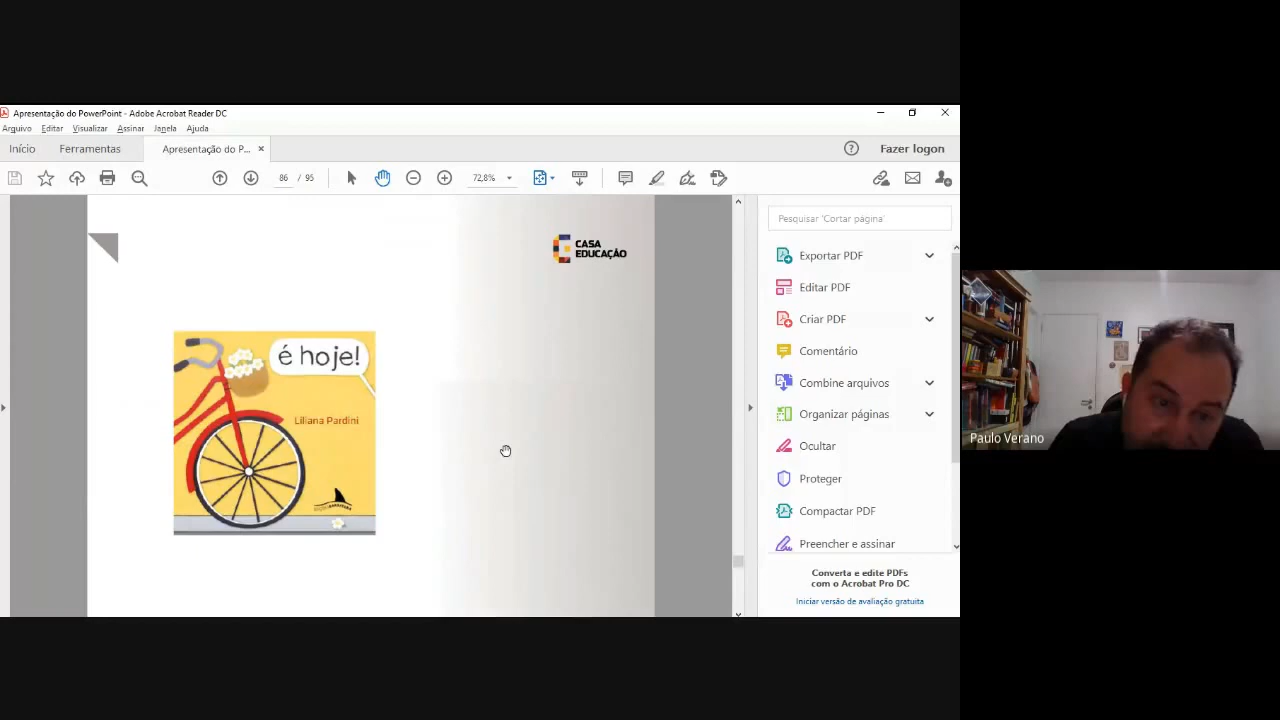 Apresentação do PowerPoint - Adobe Acrobat Reader DC
Arquivo Editar Visualizar Assinar Janela Ajuda
Início Ferramentas Apresentação do P... Fazer logon
86 / 95 72,8%
Pesquisar 'Cortar página'
CASA
EDUCAÇÃO
Exportar PDF
Editar PDF
Criar PDF
Comentário
Combine arquivos
Organizar páginas
Ocultar
Proteger
Compactar PDF
Preencher e assinar
Converta e edite PDFs
com o Acrobat Pro DC
Iniciar versão de avaliação gratuita
é hoje!
Liliana Pardini
Paulo Verano